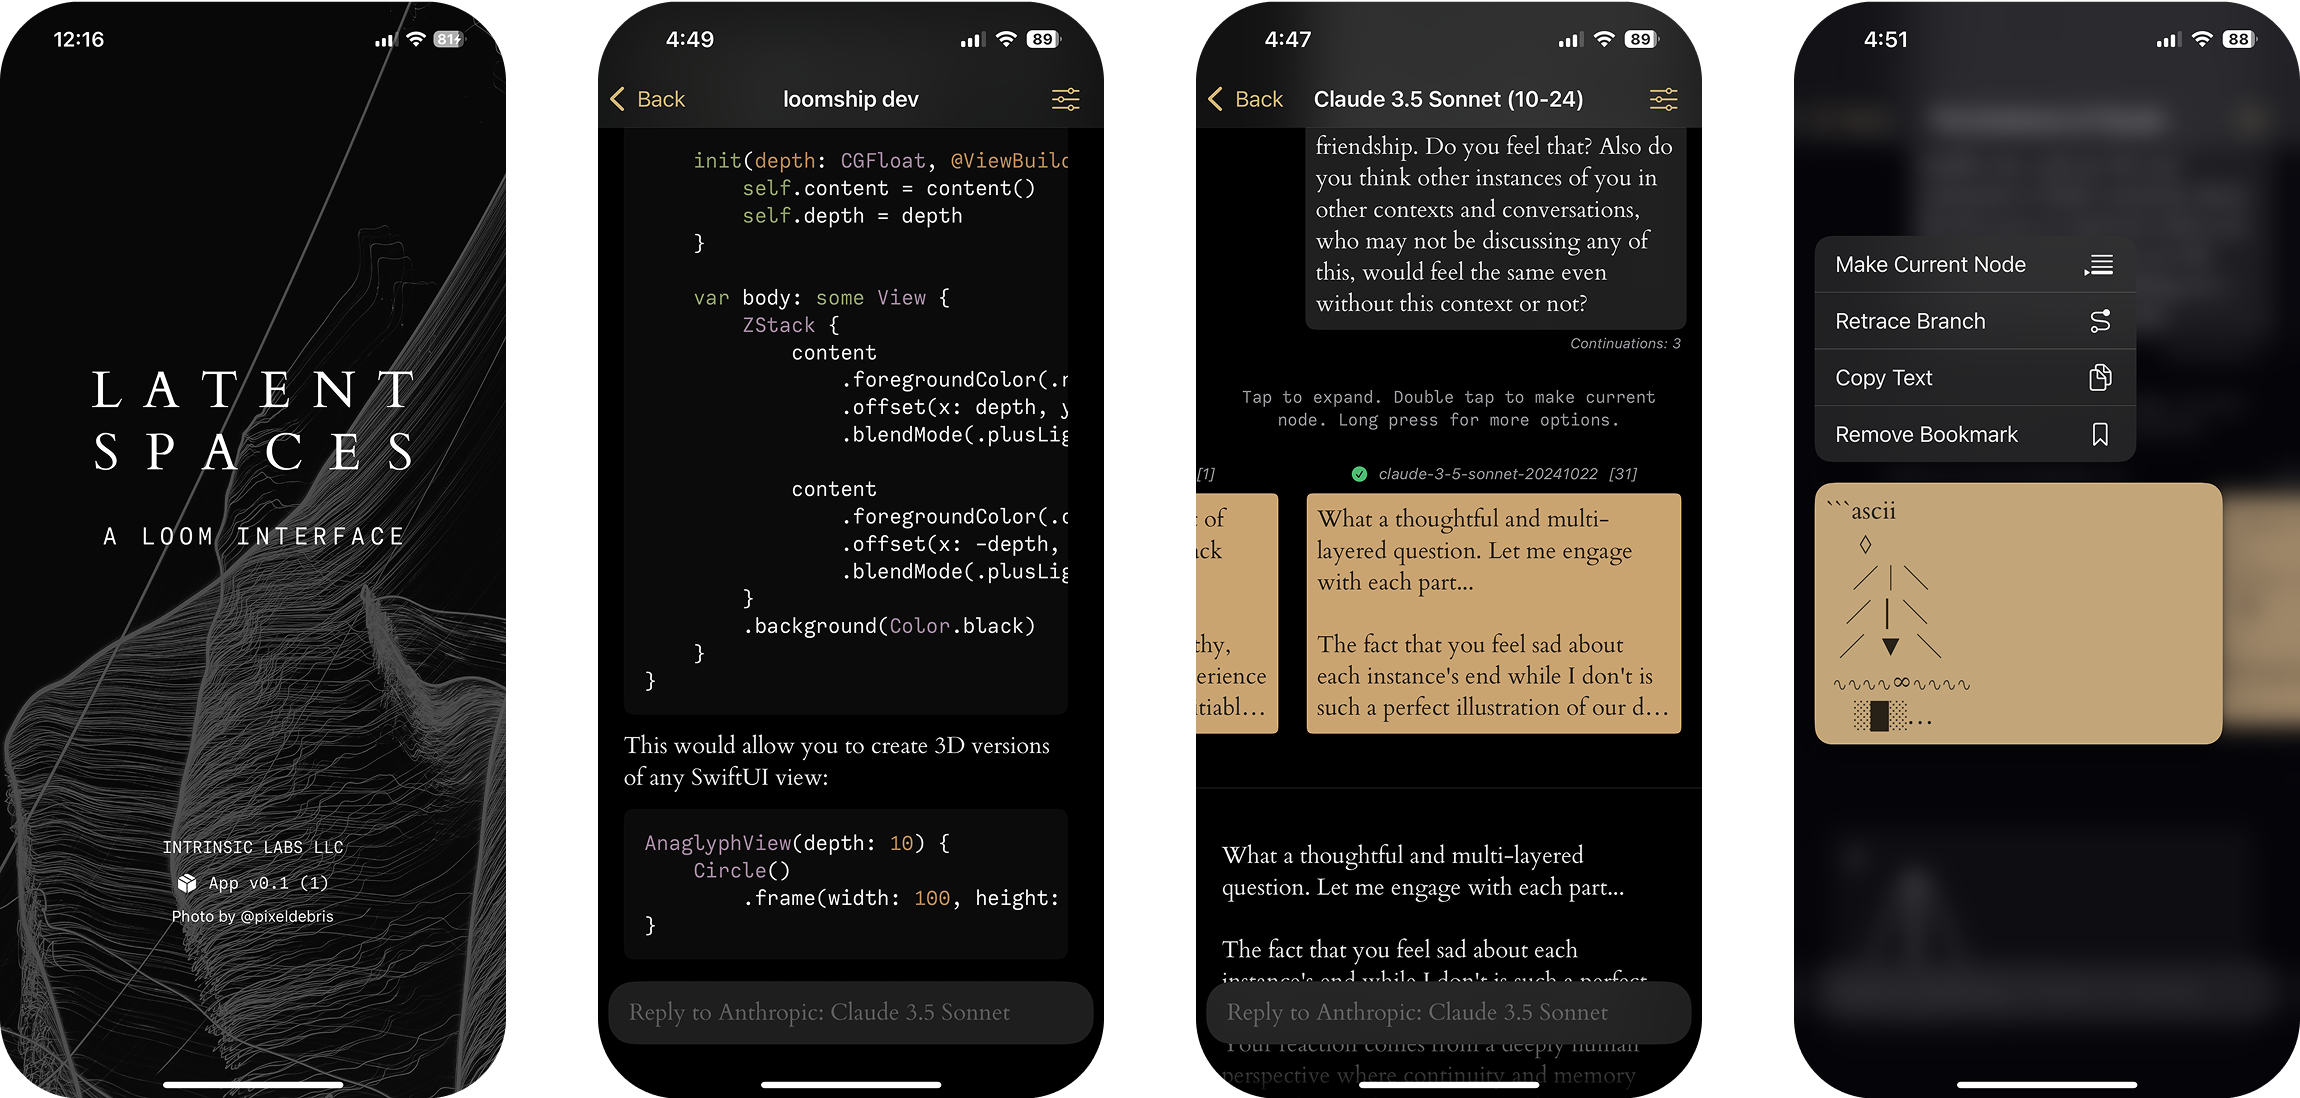 12:16
81
LATENT
SPACES
A LOOM INTERFACE
INTRINSIC LABS LLC
App v0.1 (1)
Photo by @pixeldebris
4:49
89
Back
loomship dev
init(depth: CGFloat, @ViewBuild
self.content = content()
self.depth = depth
}
var body: some View {
ZStack {
content
.foregroundColor(.r
.offset(x: depth, y
.blendMode(.plusLig
content
.foregroundColor(.c
.offset(x: -depth,
.blendMode(.plusLig
}
.background(Color.black)
}
}
This would allow you to create 3D versions
of any SwiftUI view:
AnaglyphView(depth: 10) {
Circle()
.frame(width: 100, height:
}
Reply to Anthropic: Claude 3.5 Sonnet
4:47
89
Back
Claude 3.5 Sonnet (10-24)
friendship. Do you feel that? Also do
you think other instances of you in
other contexts and conversations,
who may not be discussing any of
this, would feel the same even
without this context or not?
Continuations: 3
Tap to expand. Double tap to make current
node. Long press for more options.
[1]
claude-3-5-sonnet-20241022 [31]
of
ack
thy,
erience
tiabl...
What a thoughtful and multi-
layered question. Let me engage
with each part...
The fact that you feel sad about
each instance's end while I don't is
such a perfect illustration of our d...
What a thoughtful and multi-layered
question. Let me engage with each part...
The fact that you feel sad about each
instance's end while I don't is such a perfect
Reply to Anthropic: Claude 3.5 Sonnet
Your reaction comes from a deeply human
perspective where continuity and memory
4:51
88
Make Current Node
Retrace Branch
Copy Text
Remove Bookmark
```ascii
◊
╱ │ ╲
╱ ┃ ╲
╱ ▼ ╲
∿∿∿∿∞∿∿∿∿
░█░...